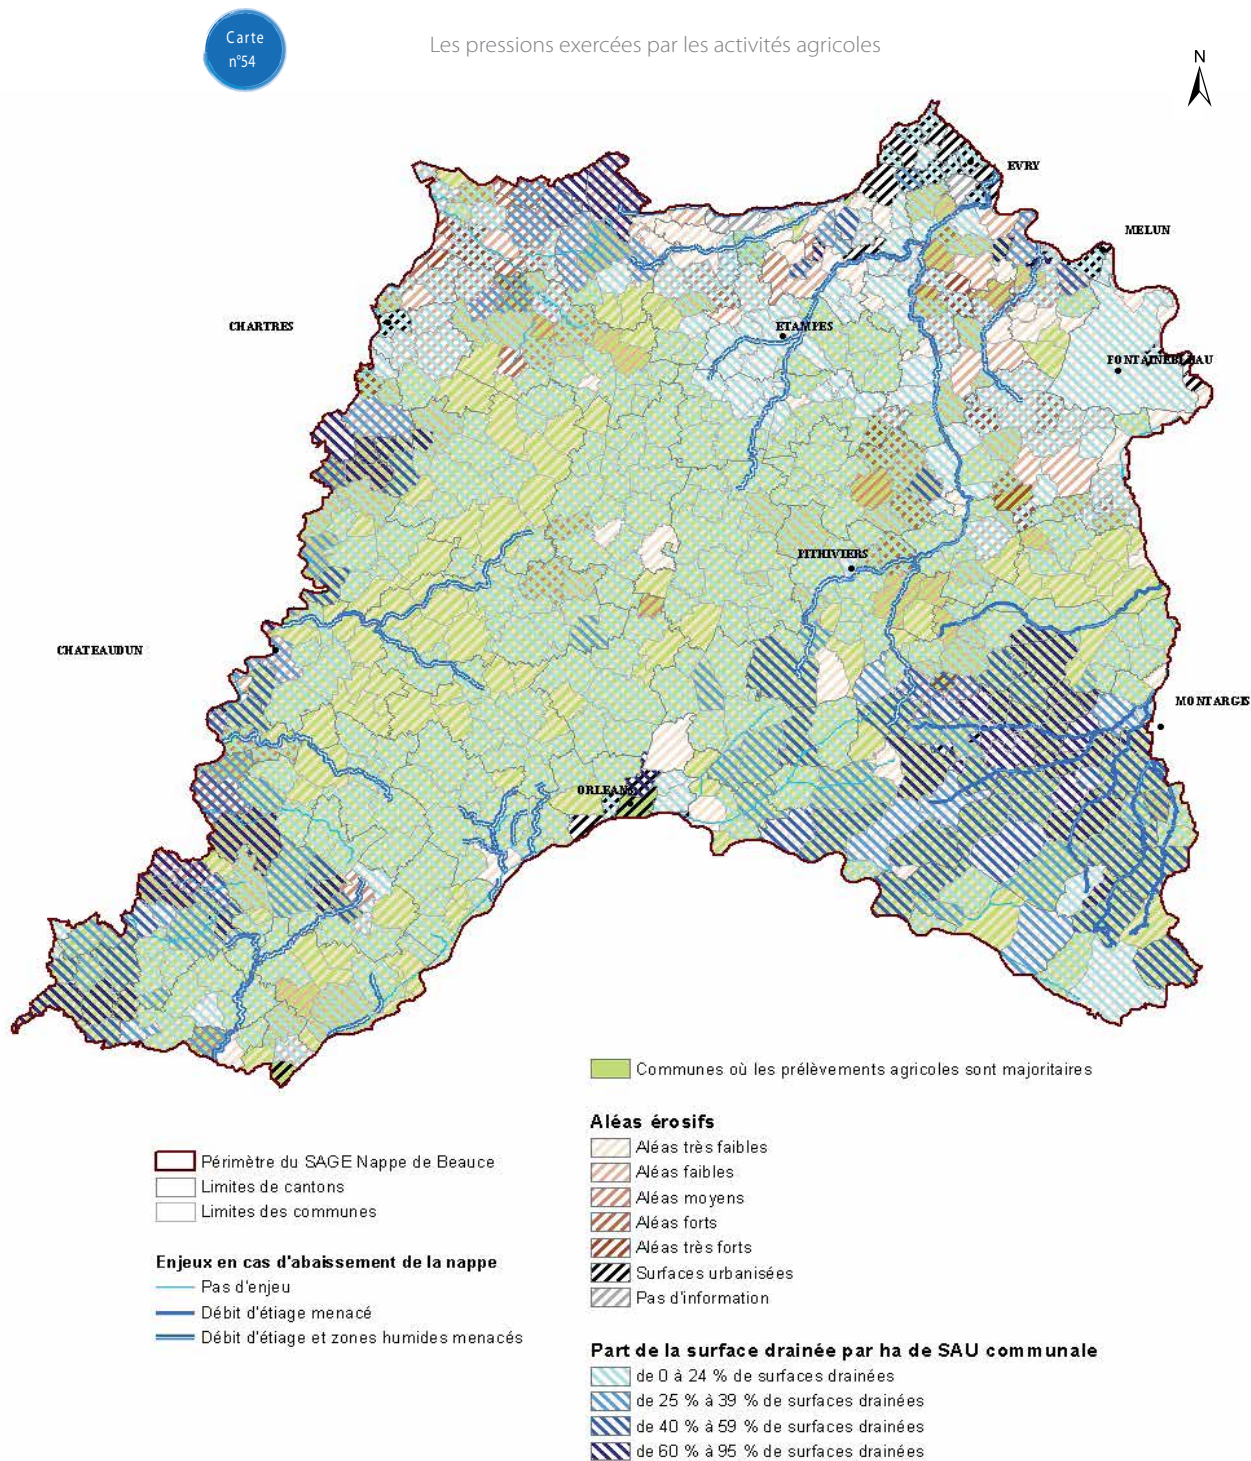 Carte
n°54
Les pressions exercées par les activités agricoles
N
EVRY
MELUN
CHARTRES
ETAMPES
FONTAINEBLEAU
PITHIVIERS
CHATEAUDUN
MONTARGIS
ORLEANS
Communes où les prélèvements agricoles sont majoritaires
Aléas érosifs
Aléas très faibles
Aléas faibles
Aléas moyens
Aléas forts
Aléas très forts
Surfaces urbanisées
Pas d'information
Périmètre du SAGE Nappe de Beauce
Limites de cantons
Limites des communes
Enjeux en cas d'abaissement de la nappe
Pas d'enjeu
Débit d'étiage menacé
Débit d'étiage et zones humides menacés
Part de la surface drainée par ha de SAU communale
de 0 à 24 % de surfaces drainées
de 25 % à 39 % de surfaces drainées
de 40 % à 59 % de surfaces drainées
de 60 % à 95 % de surfaces drainées